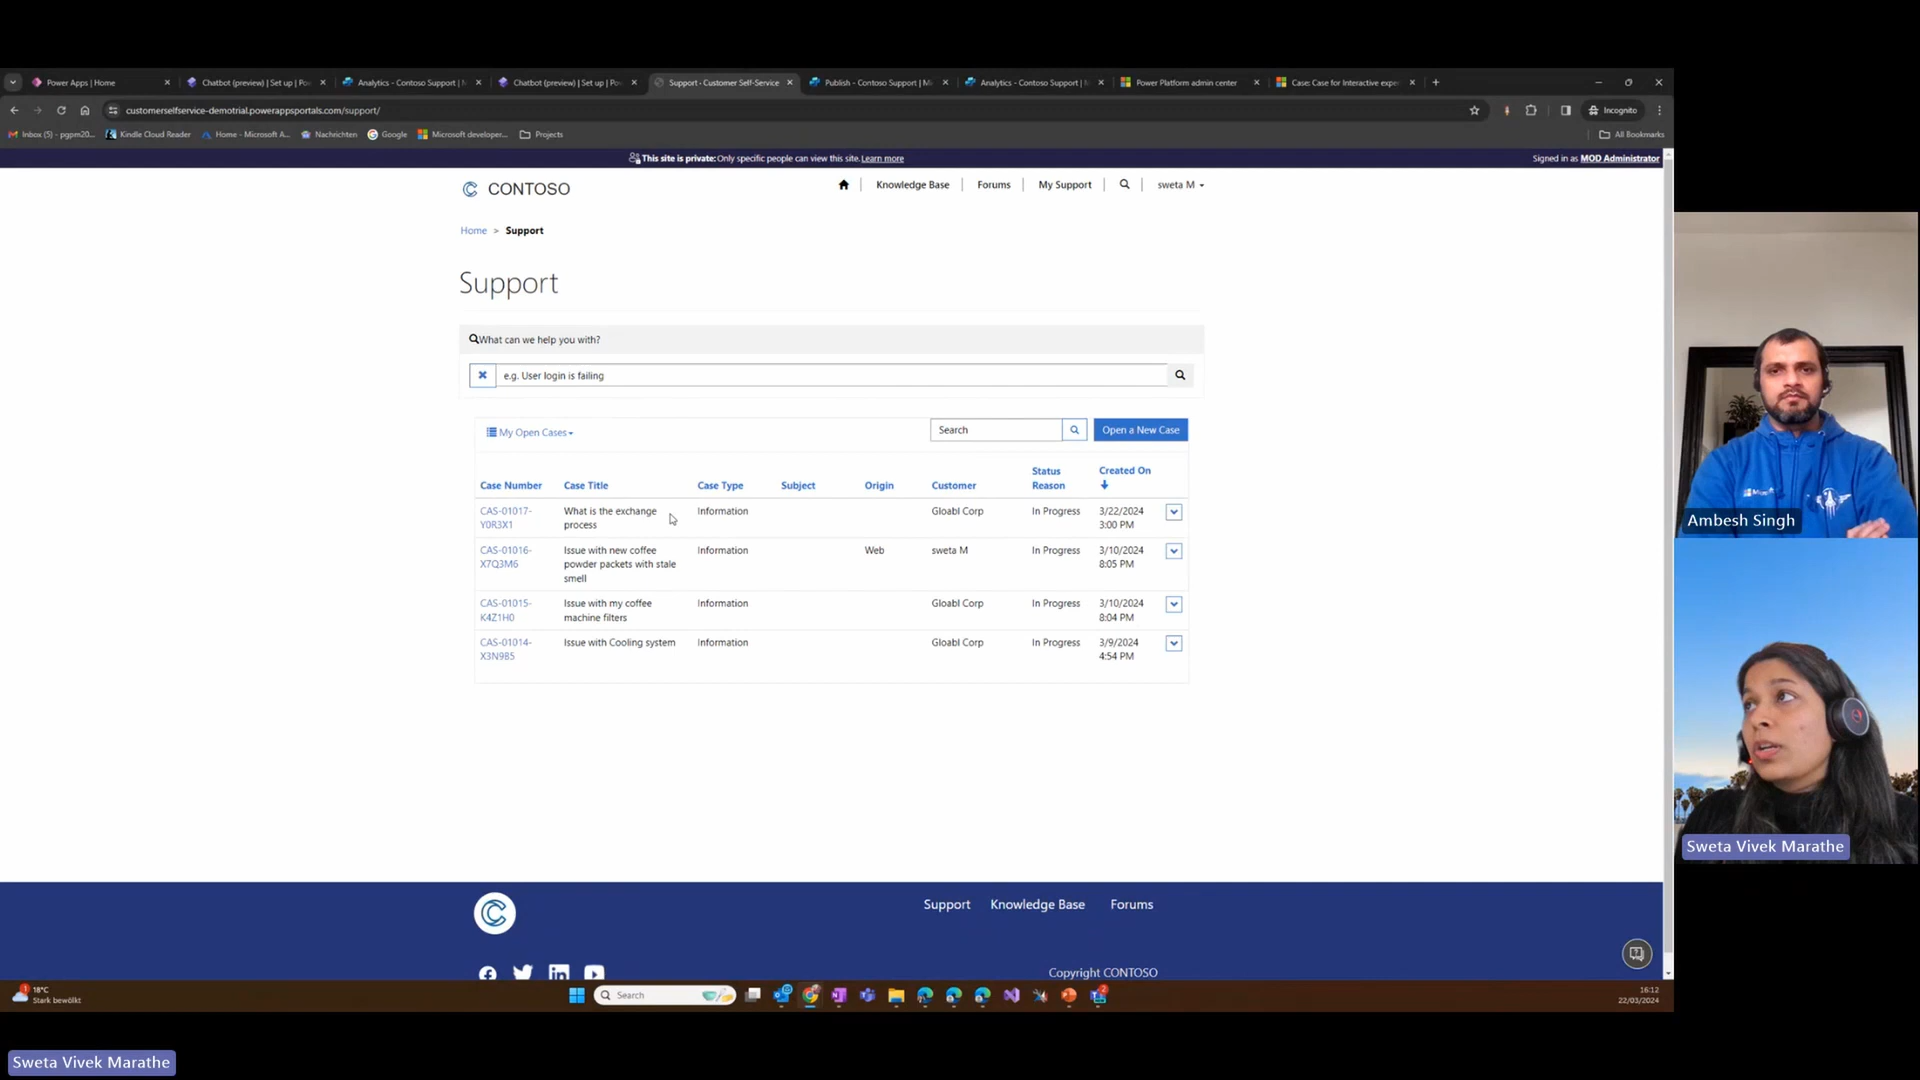 Power Apps | Home
Chatbot (preview) | Set up | Po
Analytics - Contoso Support |
Chatbot (preview) | Set up | Po
Support - Customer Self-Service
Publish - Contoso Support | Mi
Analytics - Contoso Support |
Power Platform admin center
Case: Case for Interactive expe
customerselfservice-demotrial.powerappsportals.com/support/
Incognito
Inbox (5) - pgpm20...
Kindle Cloud Reader
Home - Microsoft A...
Nachrichten
Google
Microsoft developer...
Projects
All Bookmarks
This site is private: Only specific people can view this site. Learn more
Signed in as MOD Administrator
CONTOSO
Knowledge Base
Forums
My Support
sweta M
Home > Support
Support
What can we help you with?
e.g. User login is failing
My Open Cases
Search
Open a New Case
Case Number
Case Title
Case Type
Subject
Origin
Customer
Status Reason
Created On
CAS-01017-Y0R3X1
What is the exchange process
Information
Gloabl Corp
In Progress
3/22/2024 3:00 PM
CAS-01016-X7Q3M6
Issue with new coffee powder packets with stale smell
Information
Web
sweta M
In Progress
3/10/2024 8:05 PM
CAS-01015-K4Z1H0
Issue with my coffee machine filters
Information
Gloabl Corp
In Progress
3/10/2024 8:04 PM
CAS-01014-X3N9B5
Issue with Cooling system
Information
Gloabl Corp
In Progress
3/9/2024 4:54 PM
Support
Knowledge Base
Forums
Copyright CONTOSO
18°C
Stark bewölkt
Search
16:12
22/03/2024
Ambesh Singh
Sweta Vivek Marathe
Sweta Vivek Marathe